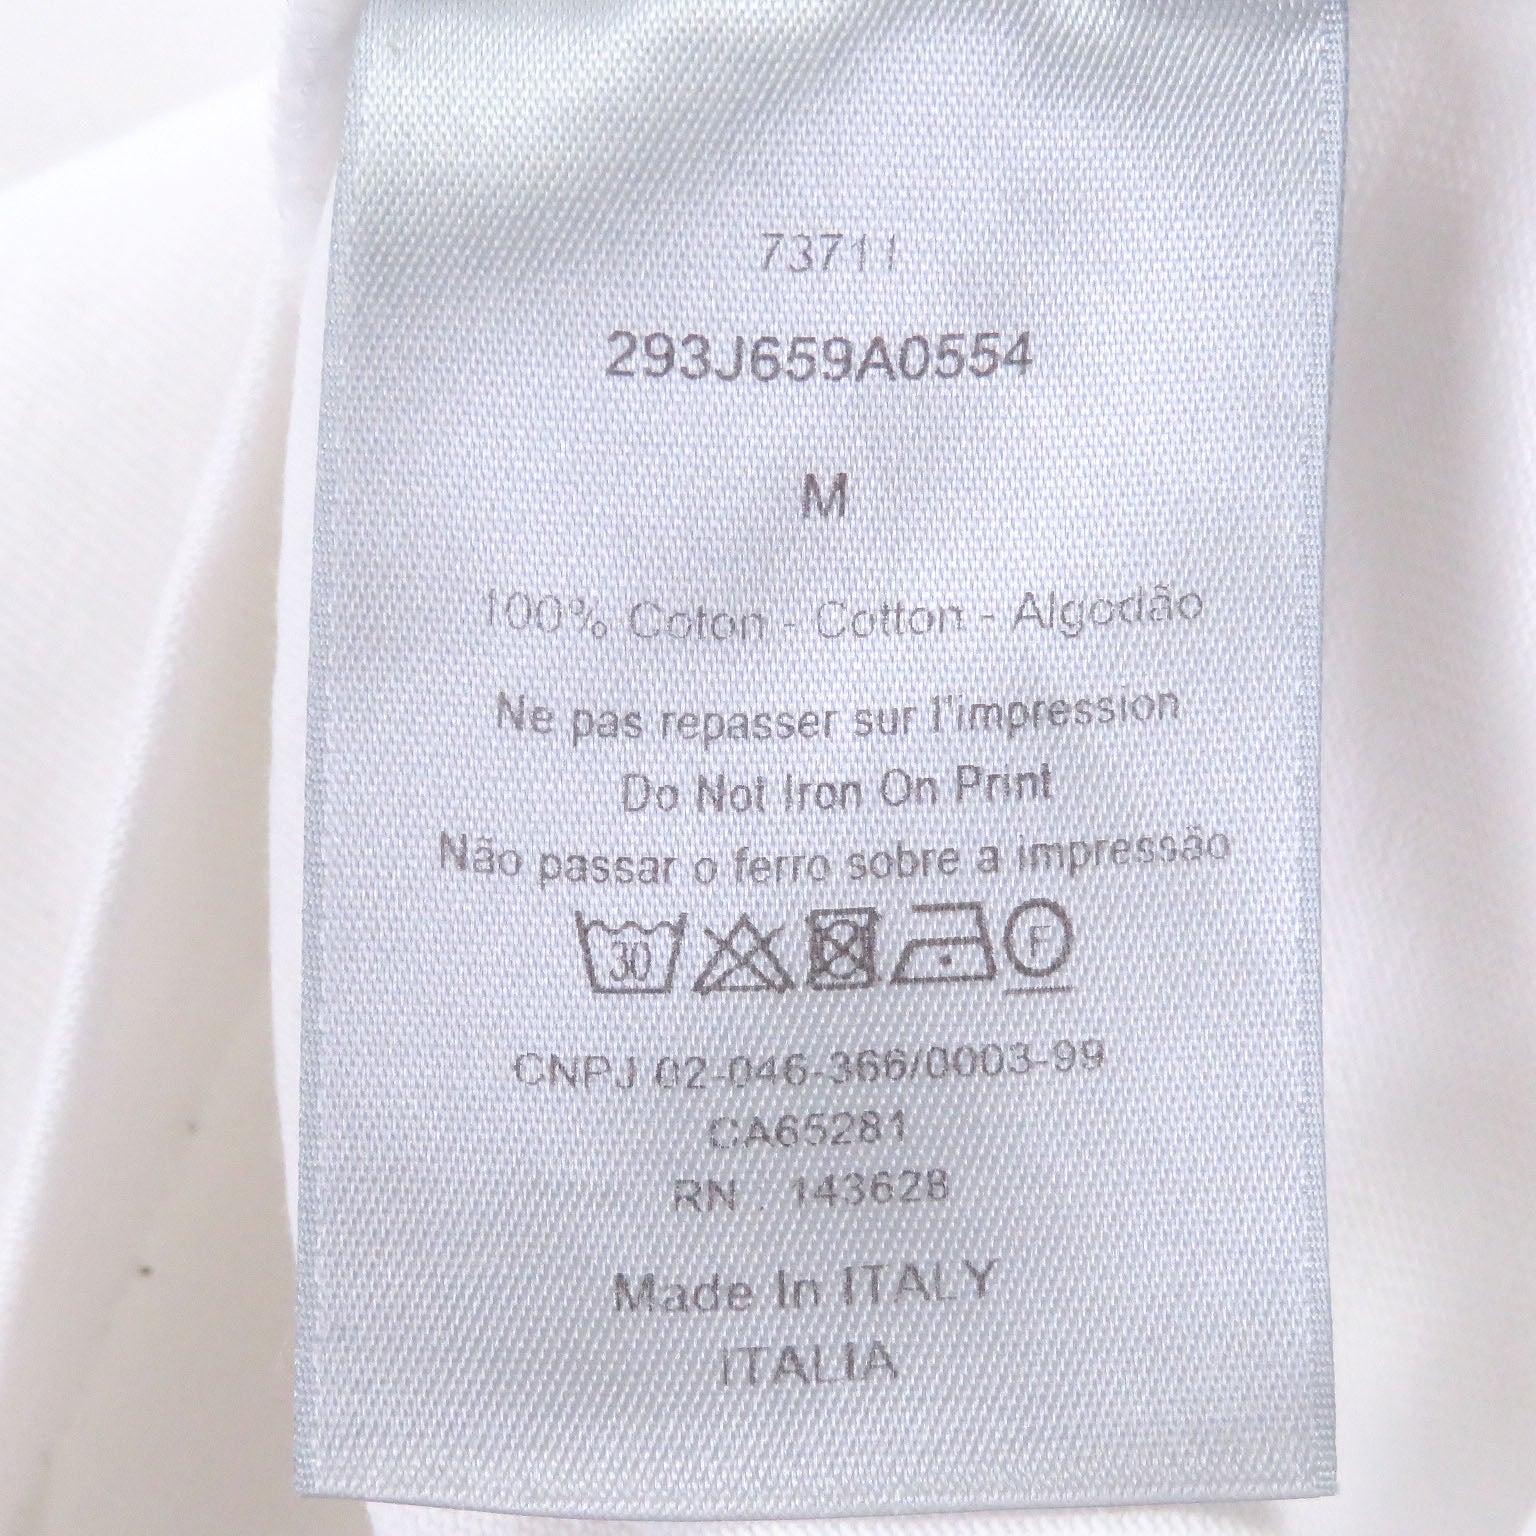 73711
293J659A0554
M
100% Coton - Cotton - Algodão
Ne pas repasser sur l'impression
Do Not Iron On Print
Não passar o ferro sobre a impressão
30 F
CNPJ 02-046-366/0003-99
CA65281
RN . 143628
Made In ITALY
ITALIA